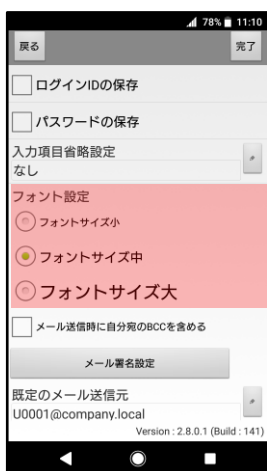 78% 11:10
戻る
完了
ログインIDの保存
パスワードの保存
入力項目省略設定
なし
フォント設定
フォントサイズ小
フォントサイズ中
フォントサイズ大
メール送信時に自分宛のBCCを含める
メール署名設定
既定のメール送信元
U0001@company.local
Version : 2.8.0.1 (Build : 141)